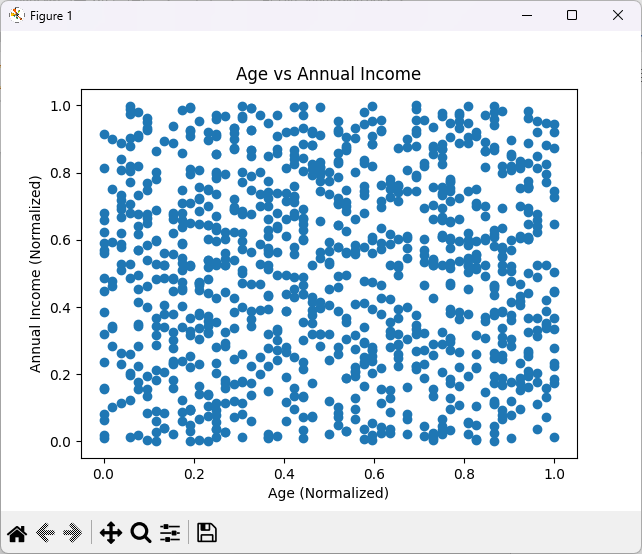 Figure 1
Age vs Annual Income
Annual Income (Normalized)
1.0
0.8
0.6
0.4
0.2
0.0
0.0 0.2 0.4 0.6 0.8 1.0
Age (Normalized)